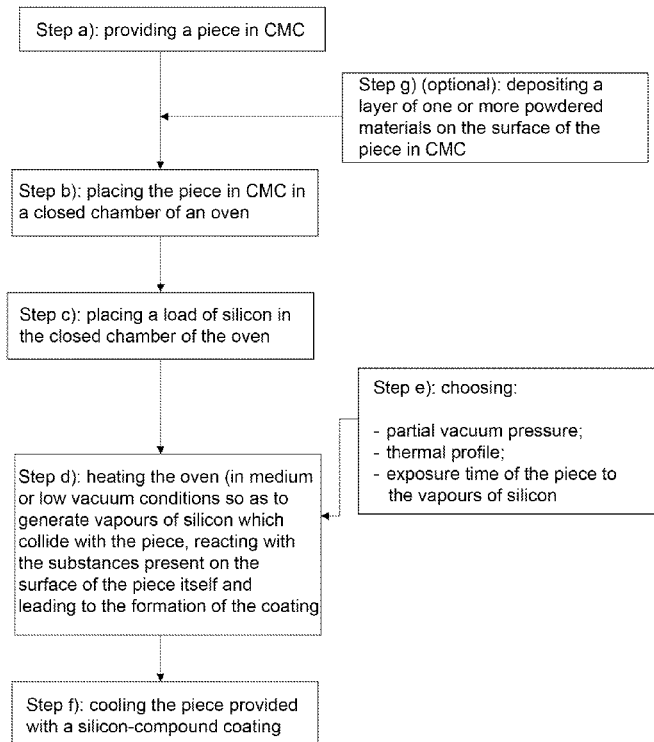 Step a): providing a piece in CMC
Step g) (optional): depositing a
layer of one or more powdered
materials on the surface of the
piece in CMC
Step b): placing the piece in CMC in
a closed chamber of an oven
Step c): placing a load of silicon in
the closed chamber of the oven
Step e): choosing:
- partial vacuum pressure;
- thermal profile;
- exposure time of the piece to
the vapours of silicon
Step d): heating the oven (in medium
or low vacuum conditions so as to
generate vapours of silicon which
collide with the piece, reacting with
the substances present on the
surface of the piece itself and
leading to the formation of the coating
Step f): cooling the piece provided
with a silicon-compound coating